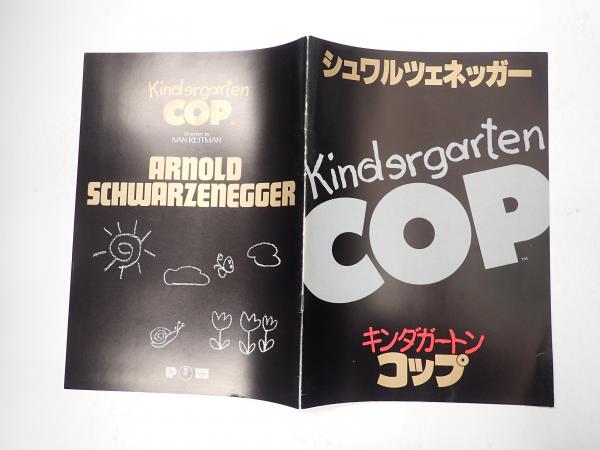 Kindergarten
COP
Directed by
IVAN REITMAN
ARNOLD
SCHWARZENEGGER
シュワルツェネッガー
Kindergarten
COP
TM
キンダガートン
コップ